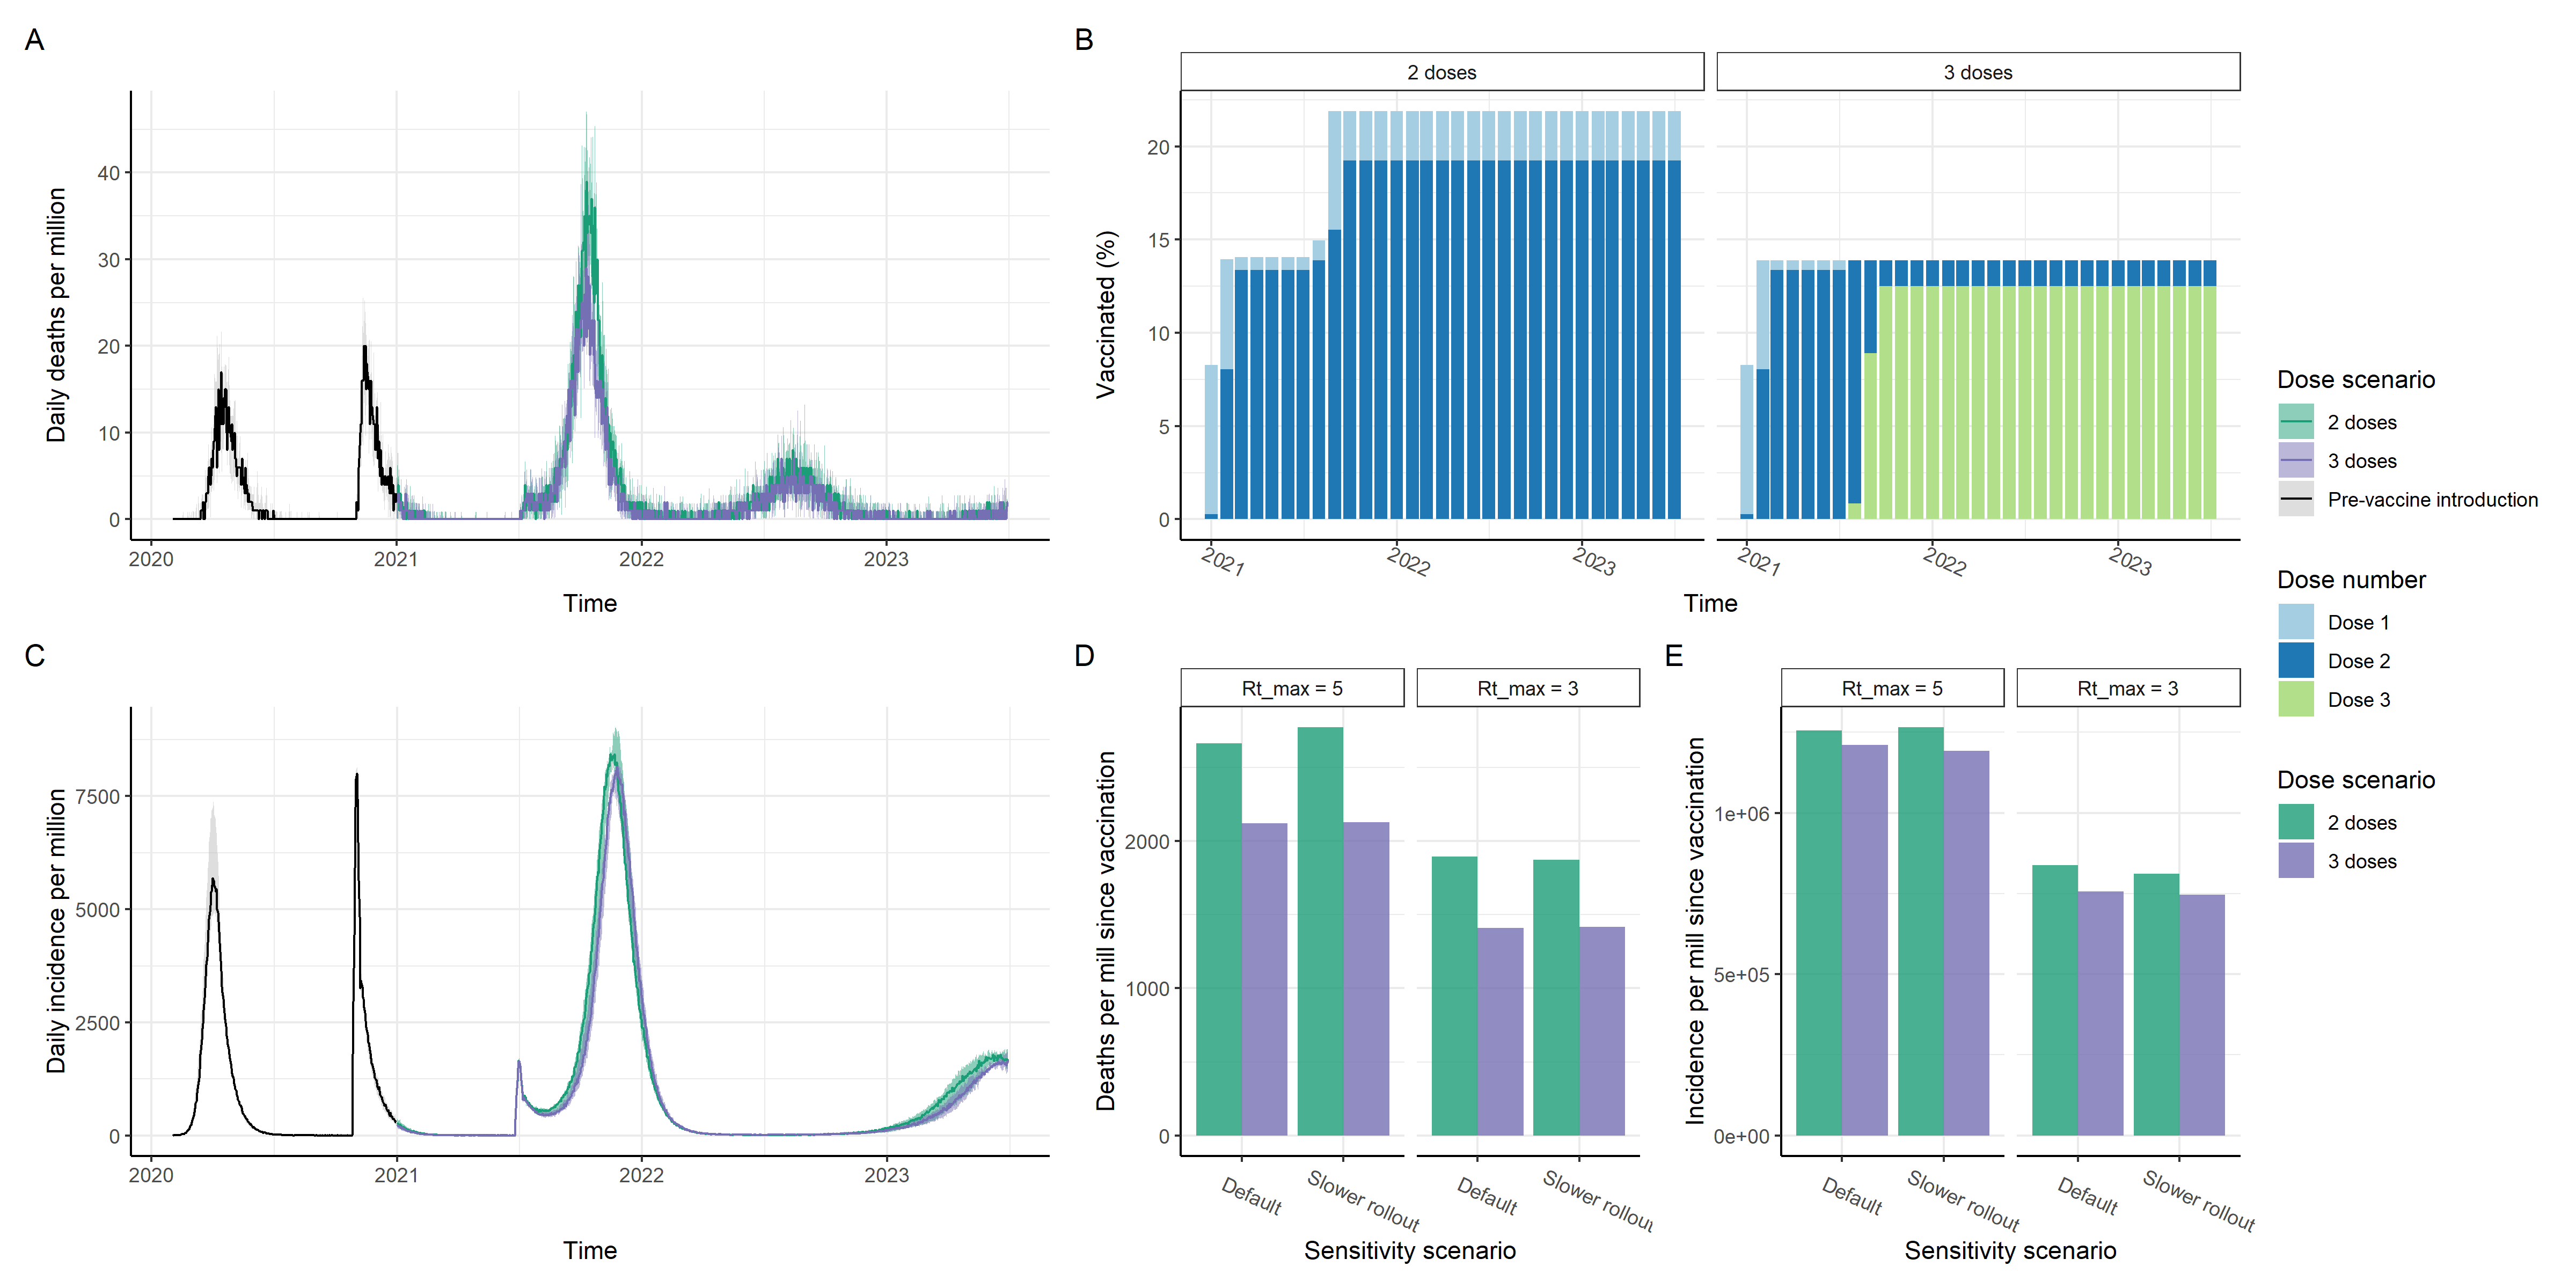 A
Daily deaths per million
40
30
20
10
0
2020
2021
2022
2023
Time
B
2 doses
3 doses
Vaccinated (%)
20
15
10
5
0
2021
2022
2023
2021
2022
2023
Time
Dose scenario
2 doses
3 doses
Pre-vaccine introduction
Dose number
Dose 1
Dose 2
Dose 3
Dose scenario
2 doses
3 doses
C
Daily incidence per million
7500
5000
2500
0
2020
2021
2022
2023
Time
D
Rt_max = 5
Rt_max = 3
Deaths per mill since vaccination
2000
1000
0
Default
Slower rollout
Default
Slower rollout
Sensitivity scenario
E
Rt_max = 5
Rt_max = 3
Incidence per mill since vaccination
1e+06
5e+05
0e+00
Default
Slower rollout
Default
Slower rollout
Sensitivity scenario